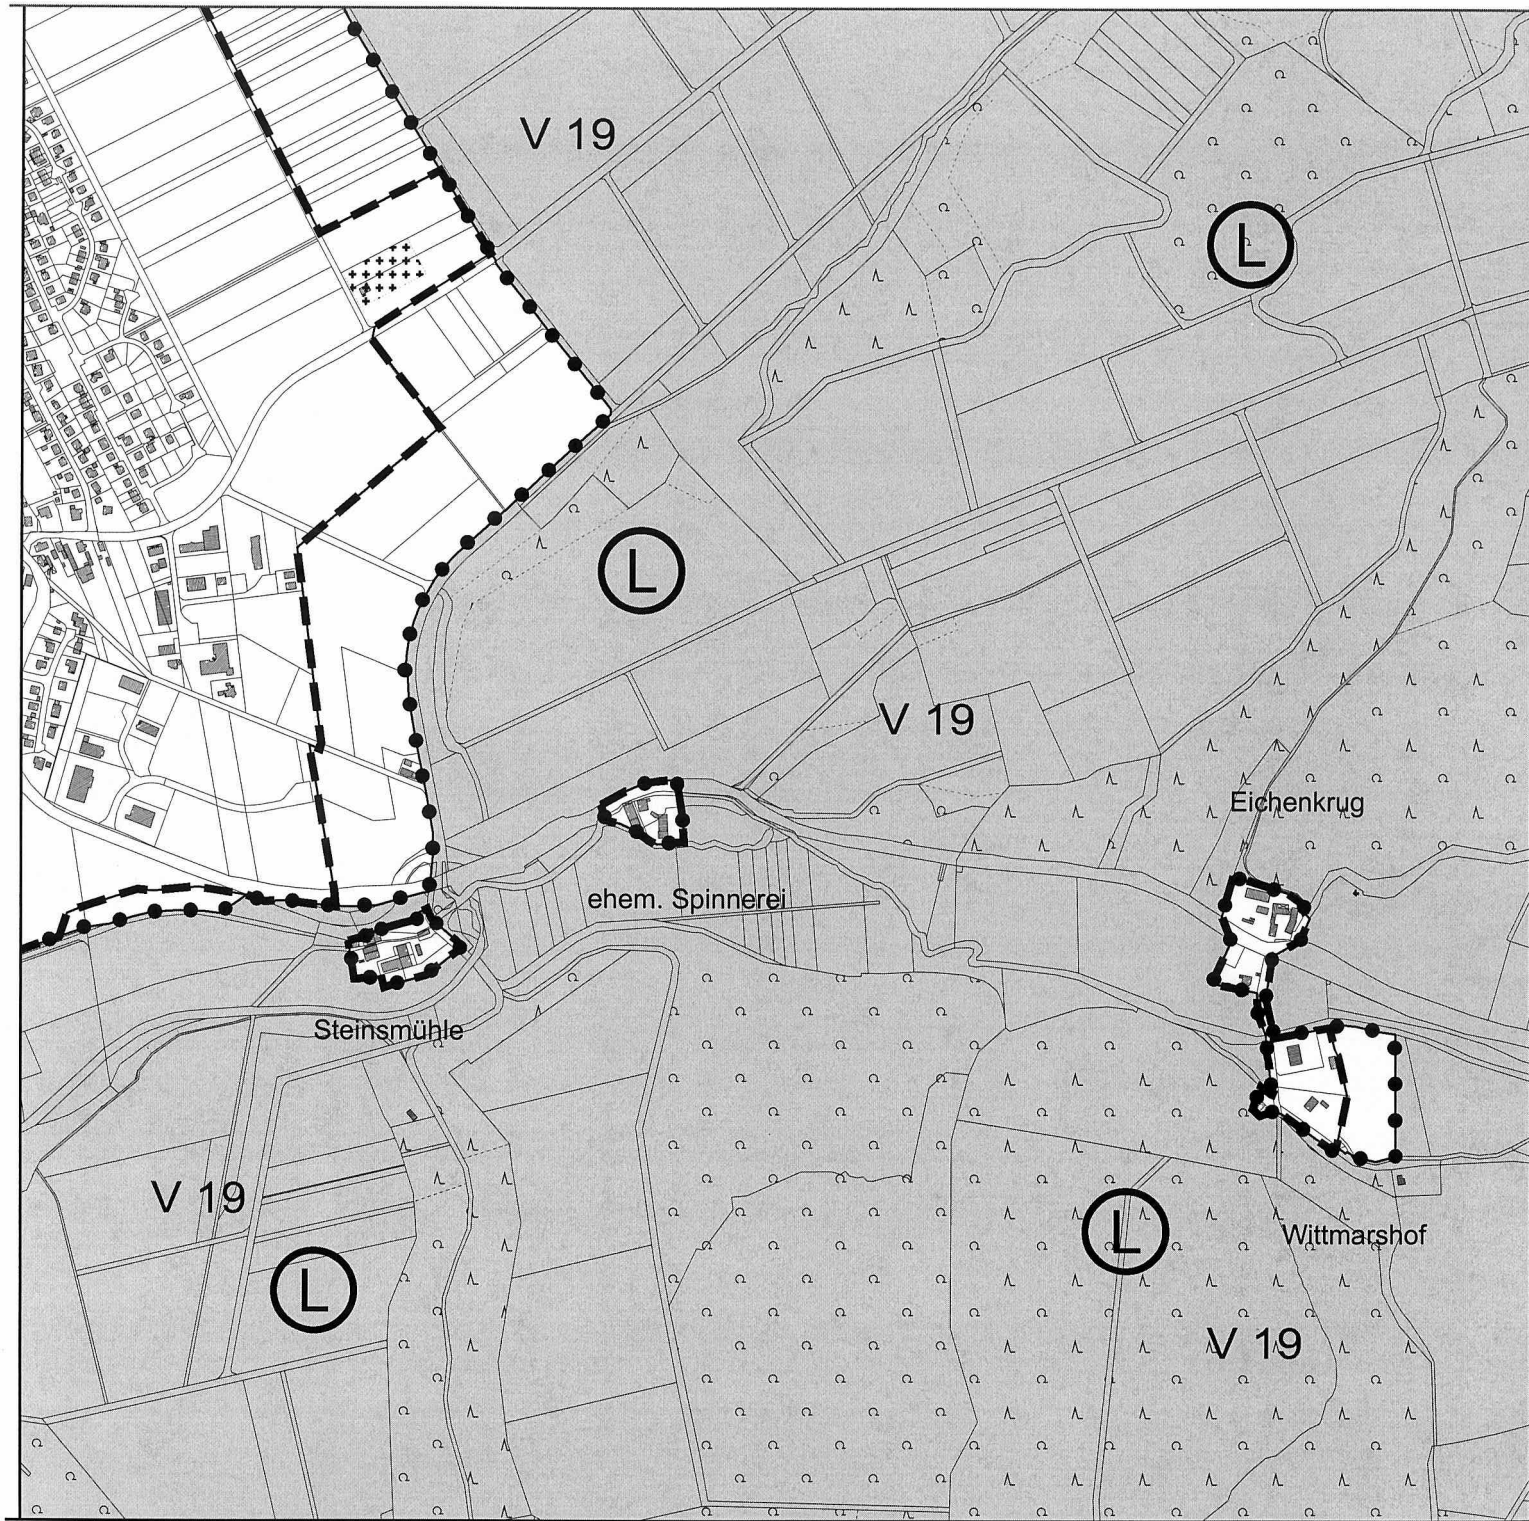 V 19
L
L
V 19
Eichenkrug
ehem. Spinnerei
Steinsmühle
V 19
L
Wittmarshof
L
V 19